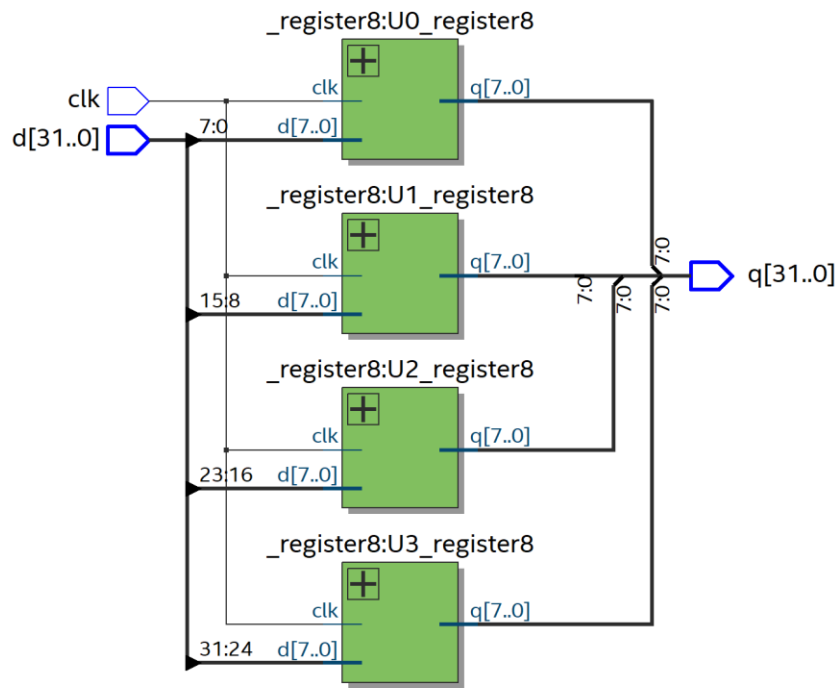 _register8:U0_register8
clk
clk
q[7..0]
d[31..0]
7:0
d[7..0]
_register8:U1_register8
7:0
clk
q[7..0]
q[31..0]
7:0
7:0
7:0
15:8
d[7..0]
_register8:U2_register8
clk
q[7..0]
23:16
d[7..0]
_register8:U3_register8
clk
q[7..0]
31:24
d[7..0]